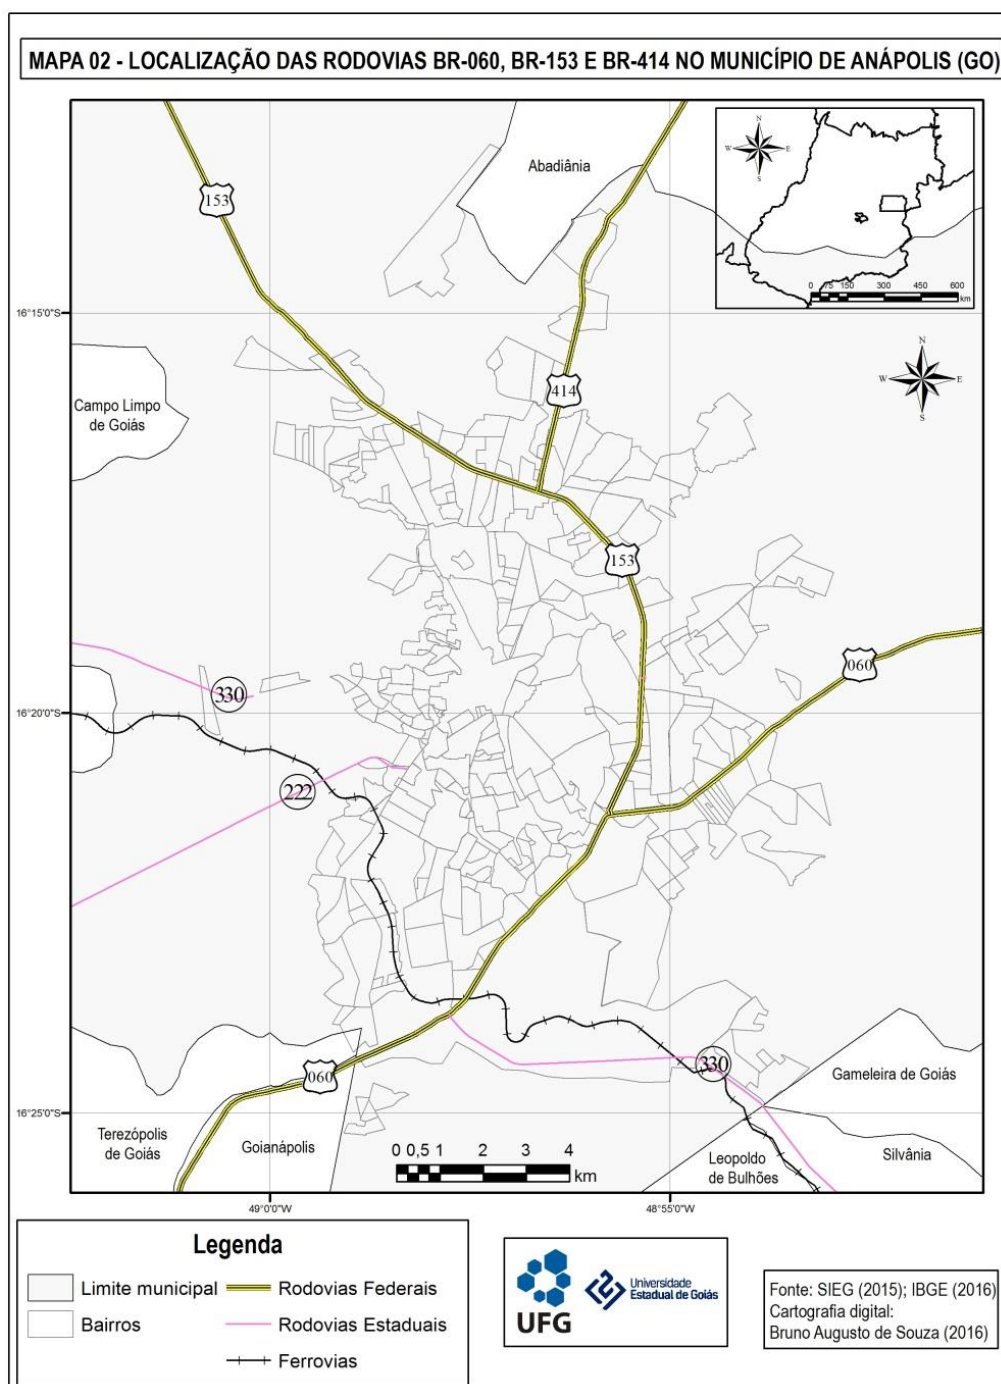 MAPA 02 - LOCALIZAÇÃO DAS RODOVIAS BR-060, BR-153 E BR-414 NO MUNICÍPIO DE ANÁPOLIS (GO)
Abadiânia
N
W
E
S
0 75 150 300 450 600
km
153
16°15'0"S
N
W
E
S
414
Campo Limpo
de Goiás
153
060
330
16°20'0"S
222
330
060
Gameleira de Goiás
16°25'0"S
Terezópolis
de Goiás
Goianápolis
0 0,5 1 2 3 4
km
Leopoldo
de Bulhões
Silvânia
49°0'0"W
48°55'0"W
Legenda
Limite municipal
Rodovias Federais
Bairros
Rodovias Estaduais
Ferrovias
UFG
Universidade
Estadual de Goiás
Fonte: SIEG (2015); IBGE (2016)
Cartografia digital:
Bruno Augusto de Souza (2016)